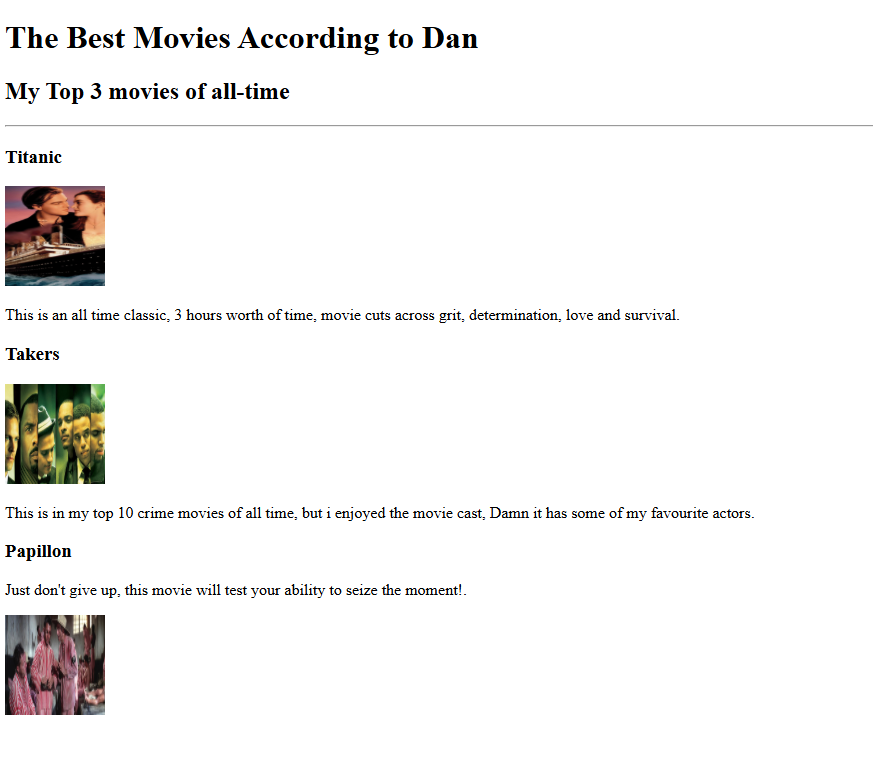 The Best Movies According to Dan
My Top 3 movies of all-time
Titanic
This is an all time classic, 3 hours worth of time, movie cuts across grit, determination, love and survival.
Takers
This is in my top 10 crime movies of all time, but i enjoyed the movie cast, Damn it has some of my favourite actors.
Papillon
Just don't give up, this movie will test your ability to seize the moment!.